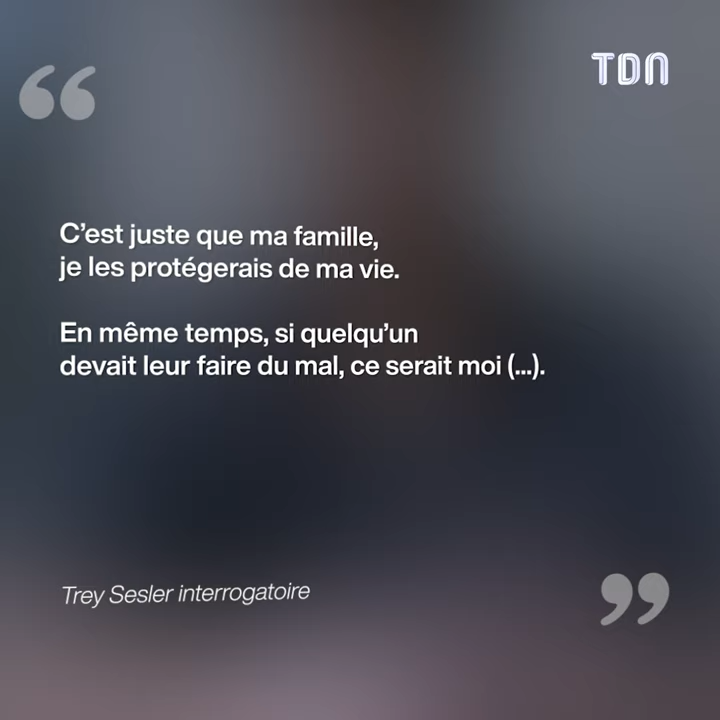 TDN
“
C’est juste que ma famille,
je les protégerais de ma vie.
En même temps, si quelqu’un
devait leur faire du mal, ce serait moi (...).
Trey Sesler interrogatoire
”